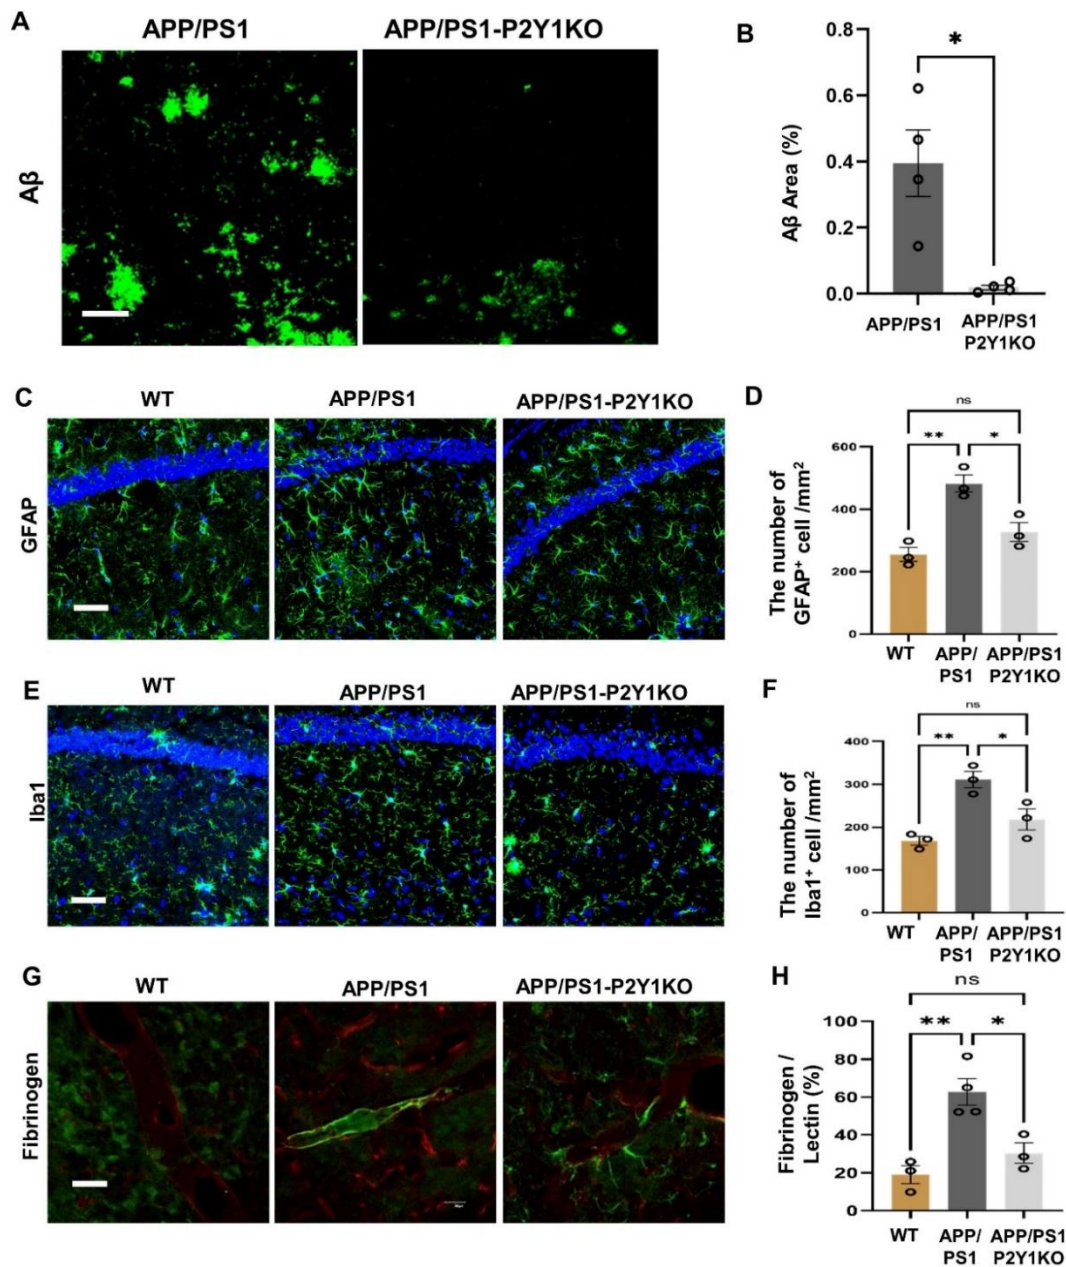 A
APP/PS1
APP/PS1-P2Y1KO
Aβ
B
*
Aβ Area (%)
0.8
0.6
0.4
0.2
0.0
APP/PS1
APP/PS1
P2Y1KO
C
WT
APP/PS1
APP/PS1-P2Y1KO
GFAP
D
ns
**
*
The number of
GFAP⁺ cell /mm²
600
400
200
0
WT
APP/
PS1
APP/PS1
P2Y1KO
E
WT
APP/PS1
APP/PS1-P2Y1KO
Iba1
F
ns
**
*
The number of
Iba1⁺ cell /mm²
400
300
200
100
0
WT
APP/
PS1
APP/PS1
P2Y1KO
G
WT
APP/PS1
APP/PS1-P2Y1KO
Fibrinogen
H
ns
**
*
Fibrinogen /
Lectin (%)
100
80
60
40
20
0
WT
APP/
PS1
APP/PS1
P2Y1KO